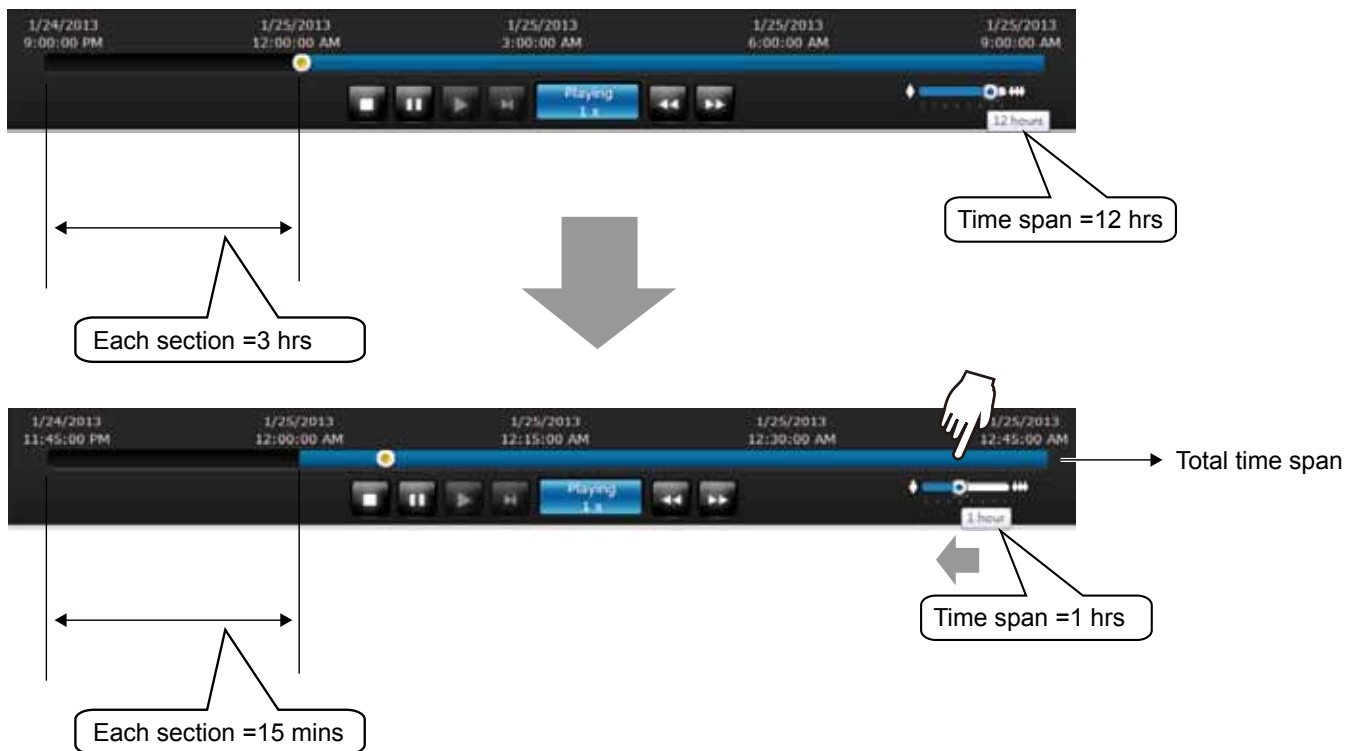 1/24/2013 1/25/2013 1/25/2013 1/25/2013 1/25/2013
9:00:00 PM 12:00:00 AM 3:00:00 AM 6:00:00 AM 9:00:00 AM
Playing
1 x
12 hours
Time span =12 hrs
Each section =3 hrs
1/24/2013 1/25/2013 1/25/2013 1/25/2013 1/25/2013
11:45:00 PM 12:00:00 AM 12:15:00 AM 12:30:00 AM 12:45:00 AM
Total time span
Playing
1 x
1 hour
Time span =1 hrs
Each section =15 mins